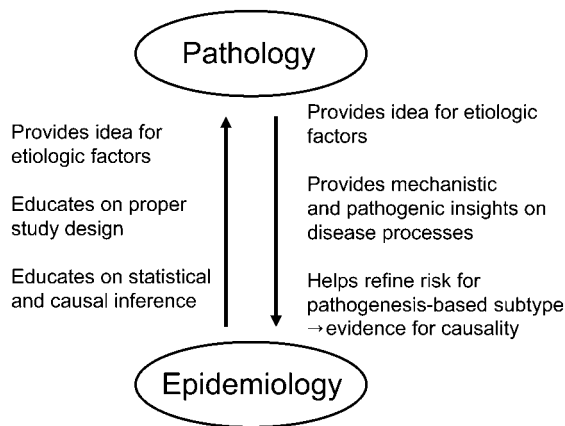 Pathology
Provides idea for
etiologic factors
Educates on proper
study design
Educates on statistical
and causal inference
Provides idea for etiologic
factors
Provides mechanistic
and pathogenic insights on
disease processes
Helps refine risk for
pathogenesis-based subtype
→evidence for causality
Epidemiology